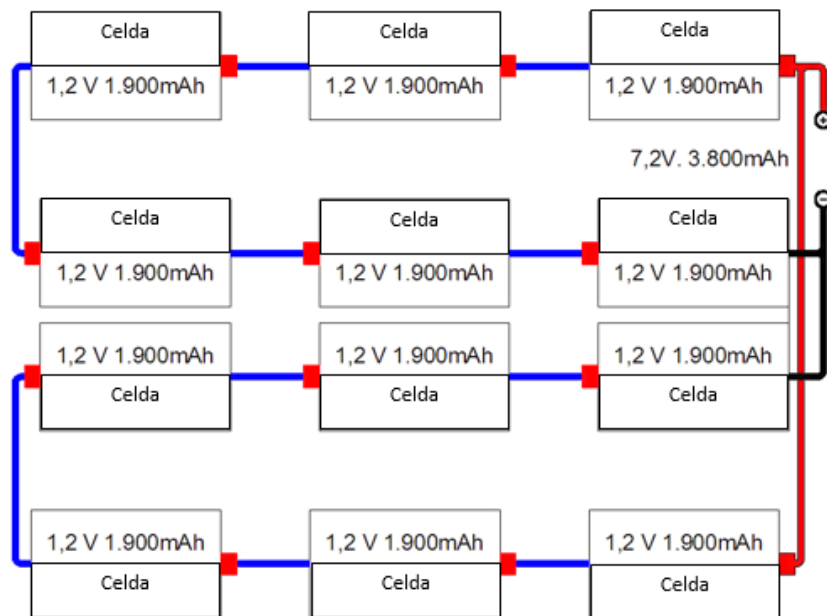 Celda Celda Celda
1,2 V 1.900mAh 1,2 V 1.900mAh 1,2 V 1.900mAh
+
7,2V. 3.800mAh
−
Celda Celda Celda
1,2 V 1.900mAh 1,2 V 1.900mAh 1,2 V 1.900mAh
1,2 V 1.900mAh 1,2 V 1.900mAh 1,2 V 1.900mAh
Celda Celda Celda
1,2 V 1.900mAh 1,2 V 1.900mAh 1,2 V 1.900mAh
Celda Celda Celda